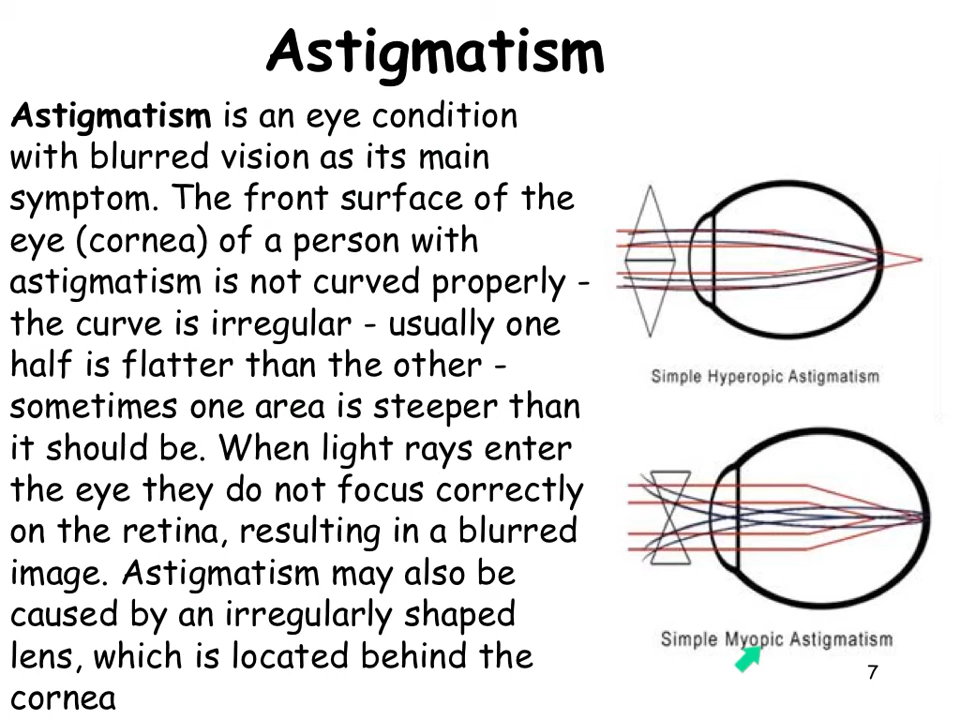 Astigmatism
Astigmatism is an eye condition
with blurred vision as its main
symptom. The front surface of the
eye (cornea) of a person with
astigmatism is not curved properly -
the curve is irregular - usually one
half is flatter than the other -
sometimes one area is steeper than
it should be. When light rays enter
the eye they do not focus correctly
on the retina, resulting in a blurred
image. Astigmatism may also be
caused by an irregularly shaped
lens, which is located behind the
cornea
Simple Hyperopic Astigmatism
Simple Myopic Astigmatism
7